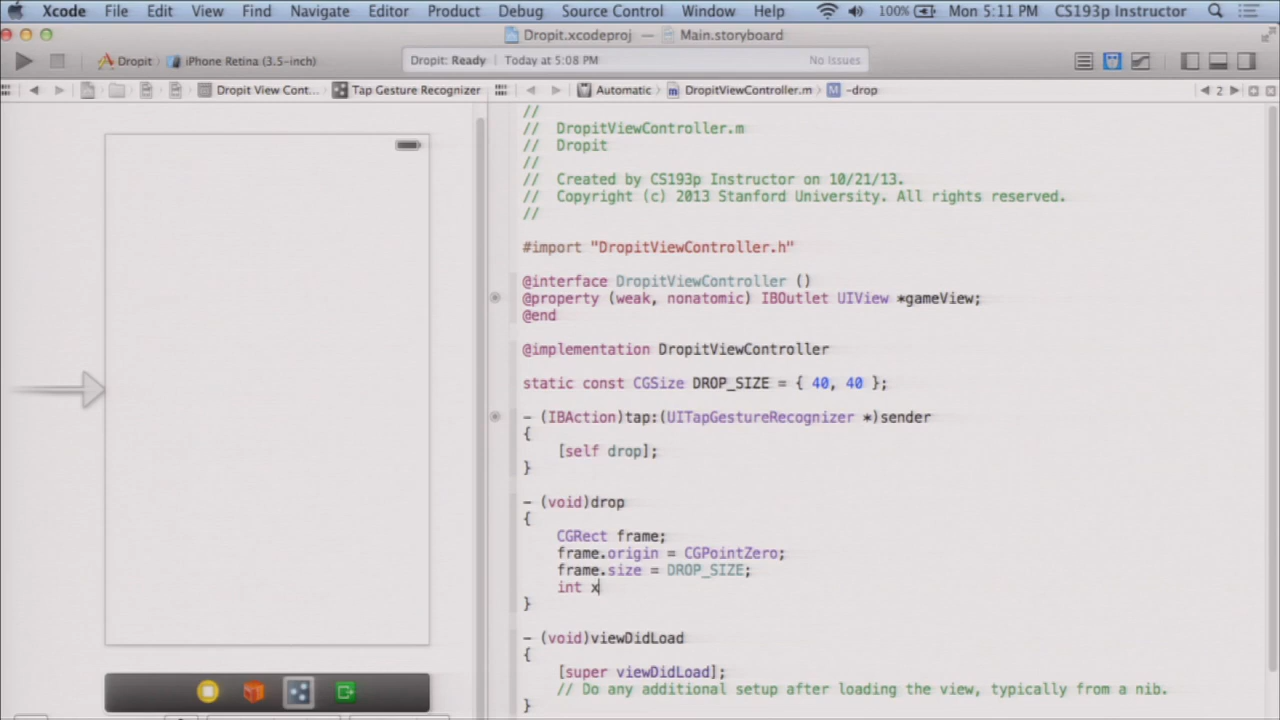 Xcode File Edit View Find Navigate Editor Product Debug Source Control Window Help 100% Mon 5:11 PM CS193p Instructor
Dropit.xcodeproj — Main.storyboard
Dropit iPhone Retina (3.5-inch) Dropit: Ready Today at 5:08 PM No Issues
Dropit View Cont... Tap Gesture Recognizer Automatic DropitViewController.m M -drop 2
//
// DropitViewController.m
// Dropit
//
// Created by CS193p Instructor on 10/21/13.
// Copyright (c) 2013 Stanford University. All rights reserved.
//
#import "DropitViewController.h"
@interface DropitViewController ()
@property (weak, nonatomic) IBOutlet UIView *gameView;
@end
@implementation DropitViewController
static const CGSize DROP_SIZE = { 40, 40 };
- (IBAction)tap:(UITapGestureRecognizer *)sender
{
[self drop];
}
- (void)drop
{
CGRect frame;
frame.origin = CGPointZero;
frame.size = DROP_SIZE;
int x
}
- (void)viewDidLoad
{
[super viewDidLoad];
// Do any additional setup after loading the view, typically from a nib.
}